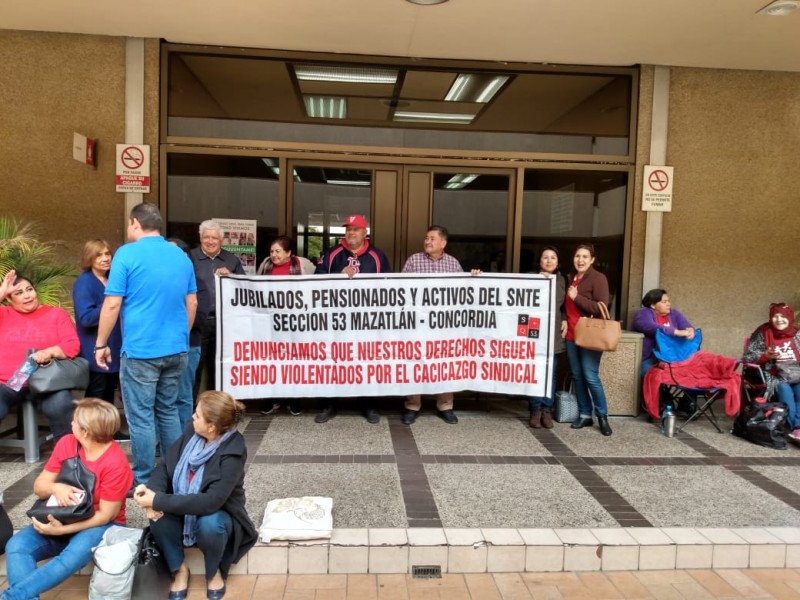 JUBILADOS, PENSIONADOS Y ACTIVOS DEL SNTE
SECCION 53 MAZATLÁN - CONCORDIA
DENUNCIAMOS QUE NUESTROS DERECHOS SIGUEN
SIENDO VIOLENTADOS POR EL CACICAZGO SINDICAL